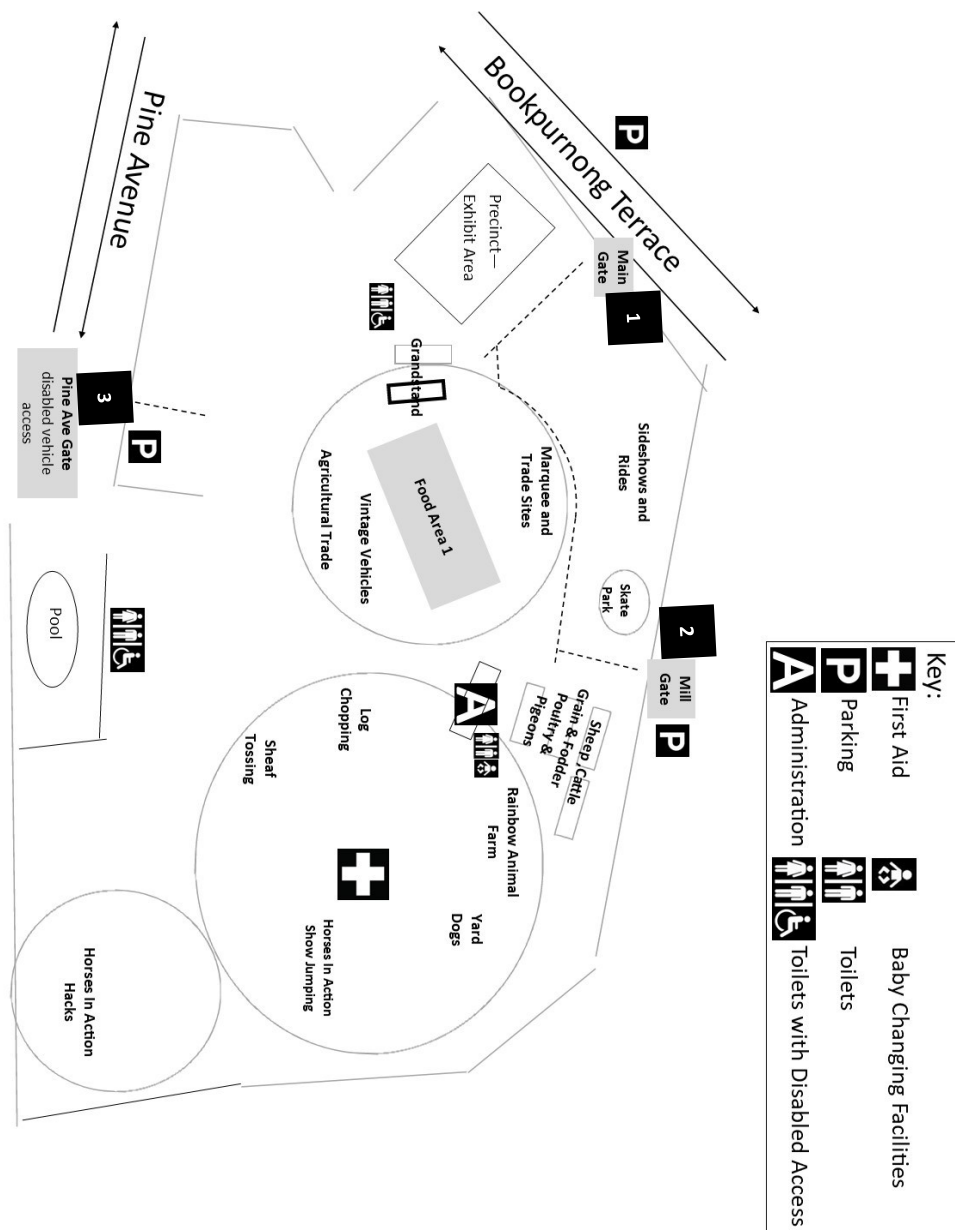 Key:
First Aid
P
Parking
A
Administration
Baby Changing Facilities
Toilets
Toilets with Disabled Access
Bookpurnong Terrace
P
Main
Gate
1
Precinct—
Exhibit Area
Sideshows and
Rides
Skate
Park
2
Mill
Gate
P
Marquee and
Trade Sites
Grandstand
Food Area 1
Vintage Vehicles
Agricultural Trade
Sheep, Cattle
Grain & Fodder
Poultry &
Pigeons
A
Rainbow Animal
Farm
Yard
Dogs
Log
Chopping
Sheaf
Tossing
Horses In Action
Show Jumping
Horses In Action
Hacks
Pine Avenue
3
P
Pine Ave Gate
disabled vehicle
access
Pool